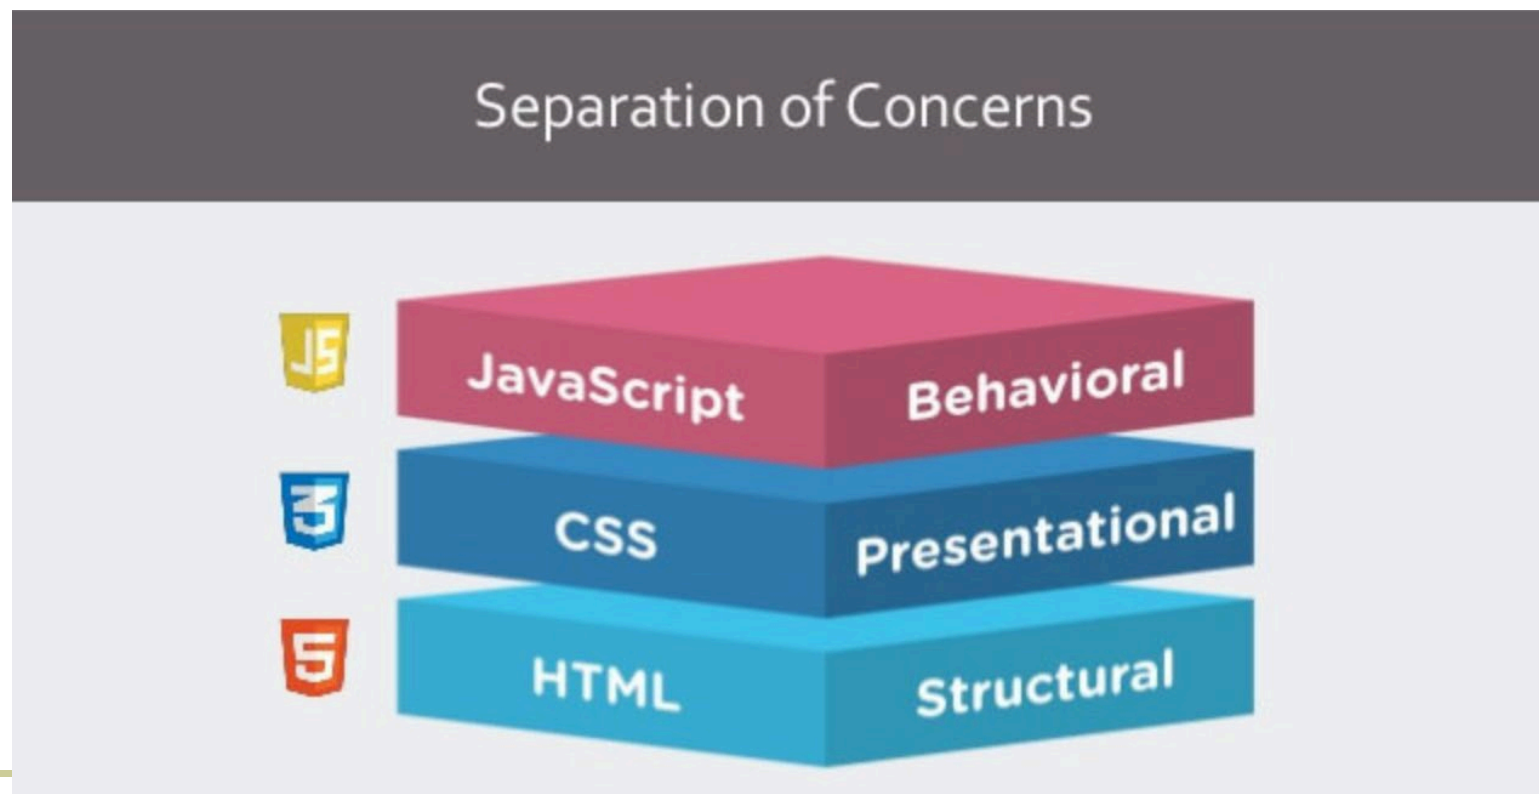 Separation of Concerns
JS
JavaScript Behavioral
3
CSS Presentational
5
HTML Structural